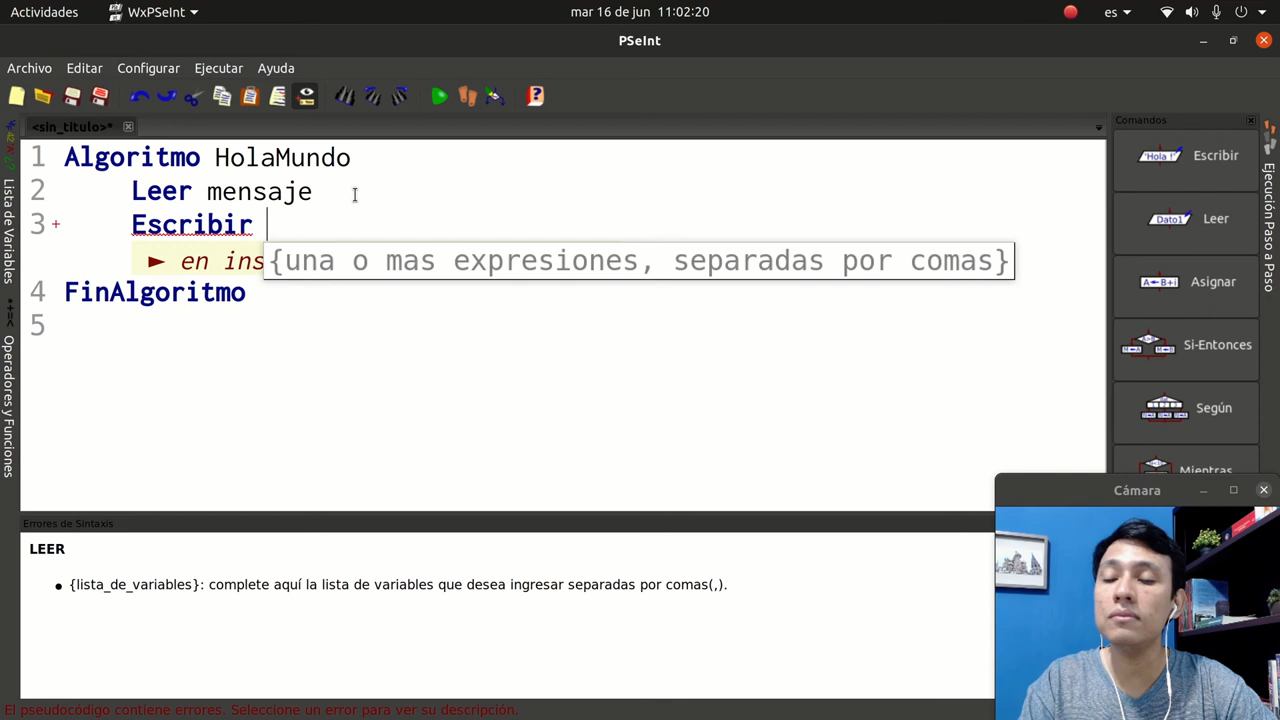 Actividades WxPSeInt mar 16 de jun 11:02:20 es
PSeInt
Archivo Editar Configurar Ejecutar Ayuda
<sin_titulo>*
Comandos
1 Algoritmo HolaMundo
2 Leer mensaje
3 + Escribir
► en ins
{una o mas expresiones, separadas por comas}
4 FinAlgoritmo
5
Lista de Variables
*+=< Operadores y Funciones
'Hola !' Escribir
Dato1 Leer
A←B+i Asignar
Si-Entonces
Según
Mientras
Ejecución Paso a Paso
Cámara
Errores de Sintaxis
LEER
• {lista_de_variables}: complete aquí la lista de variables que desea ingresar separadas por comas(,).
El pseudocódigo contiene errores. Seleccione un error para ver su descripción.